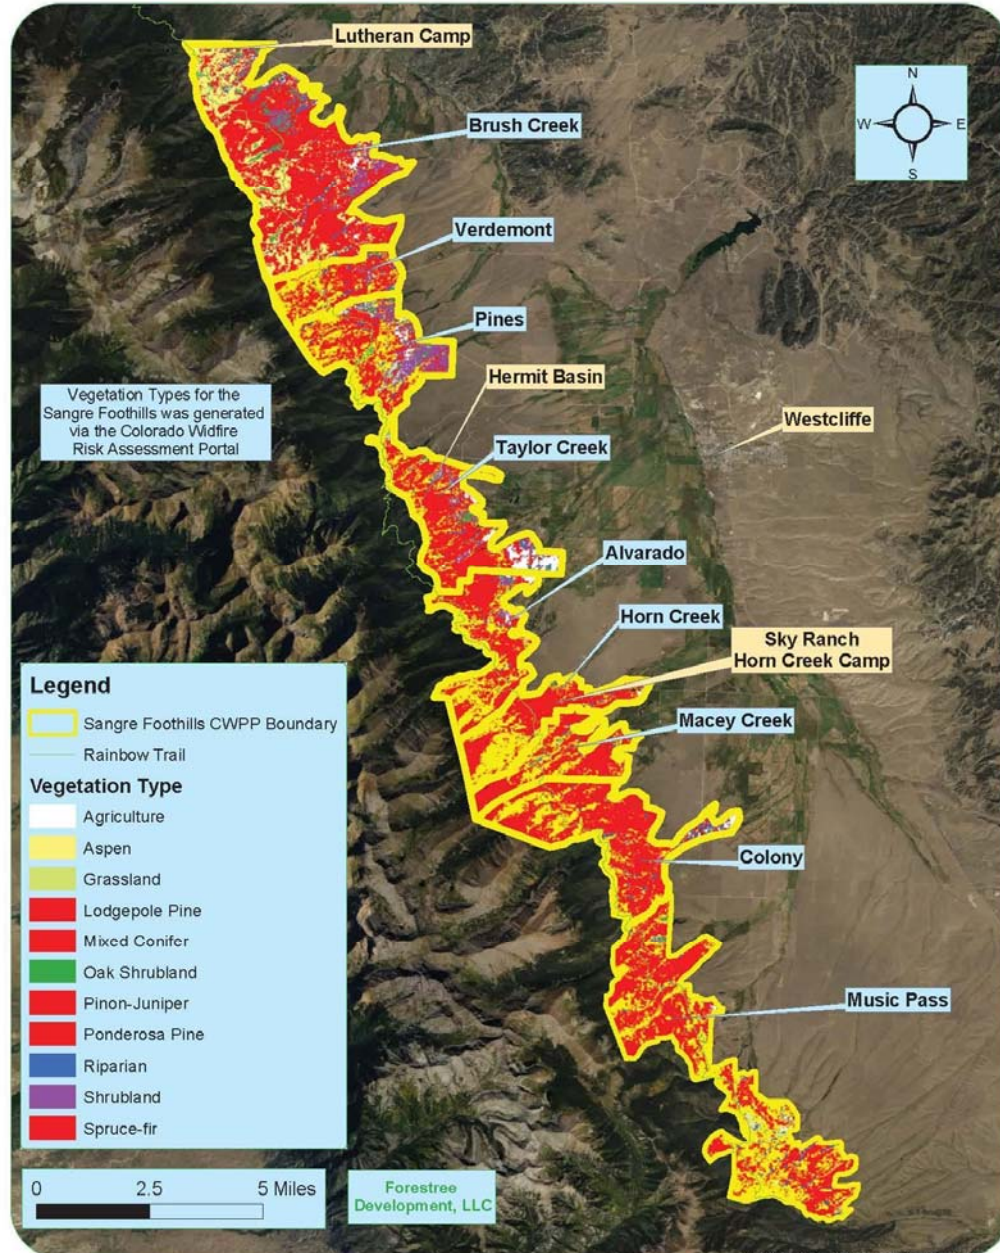 Lutheran Camp
N
W
E
S
Brush Creek
Verdemont
Pines
Hermit Basin
Vegetation Types for the
Sangre Foothills was generated
via the Colorado Widfire
Risk Assessment Portal
Westcliffe
Taylor Creek
Alvarado
Horn Creek
Sky Ranch
Horn Creek Camp
Macey Creek
Colony
Music Pass
Legend
Sangre Foothills CWPP Boundary
Rainbow Trail
Vegetation Type
Agriculture
Aspen
Grassland
Lodgepole Pine
Mixed Conifer
Oak Shrubland
Pinon-Juniper
Ponderosa Pine
Riparian
Shrubland
Spruce-fir
0 2.5 5 Miles
Forestree
Development, LLC